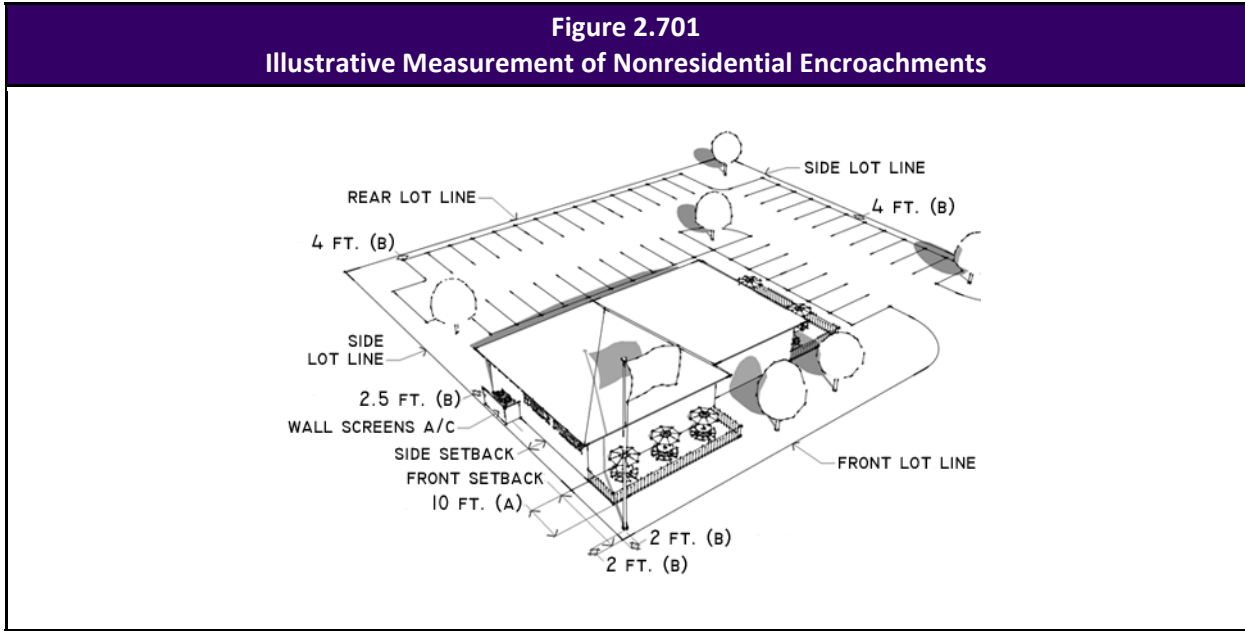 Figure 2.701
Illustrative Measurement of Nonresidential Encroachments
SIDE LOT LINE
REAR LOT LINE
4 FT. (B)
4 FT. (B)
SIDE
LOT LINE
2.5 FT. (B)
WALL SCREENS A/C
SIDE SETBACK
FRONT SETBACK
10 FT. (A)
FRONT LOT LINE
2 FT. (B)
2 FT. (B)